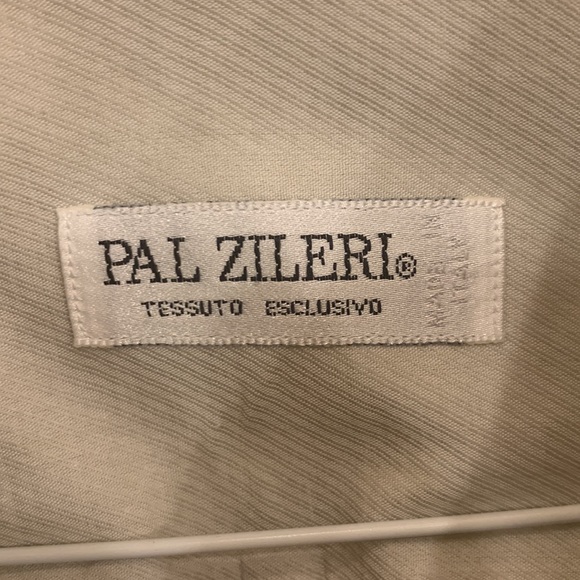 PAL ZILERI®
TESSUTO ESCLUSIVO
MADE IN
ITALY